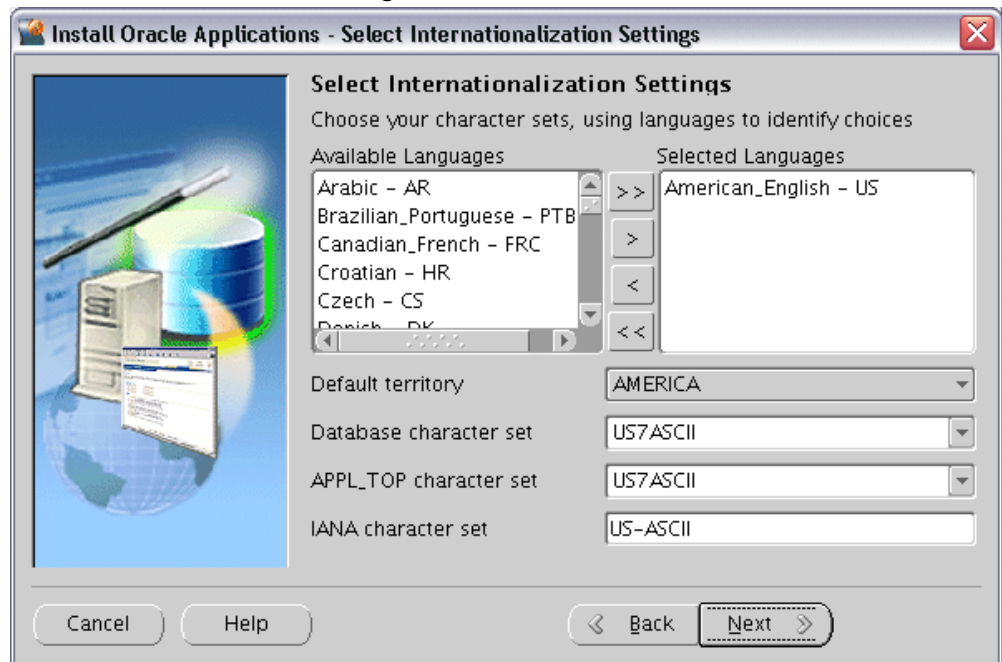 Install Oracle Applications - Select Internationalization Settings
Select Internationalization Settings
Choose your character sets, using languages to identify choices
Available Languages
Selected Languages
Arabic - AR
Brazilian_Portuguese - PTB
Canadian_French - FRC
Croatian - HR
Czech - CS
Danish - DK
>>
>
<
<<
American_English - US
Default territory
AMERICA
Database character set
US7ASCII
APPL_TOP character set
US7ASCII
IANA character set
US-ASCII
Cancel
Help
Back
Next